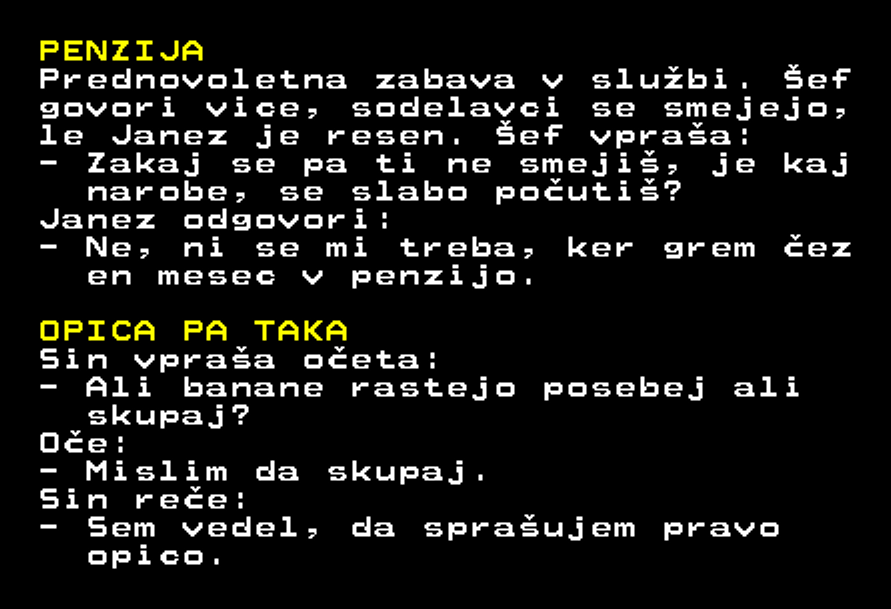 PENZIJA
Prednovoletna zabava v službi. Šef
govori vice, sodelavci se smejejo,
le Janez je resen. Šef vpraša:
- Zakaj se pa ti ne smejiš, je kaj
narobe, se slabo počutiš?
Janez odgovori:
- Ne, ni se mi treba, ker grem čez
en mesec v penzijo.
OPICA PA TAKA
Sin vpraša očeta:
- Ali banane rastejo posebej ali
skupaj?
Oče:
- Mislim da skupaj.
Sin reče:
- Sem vedel, da sprašujem pravo
opico.